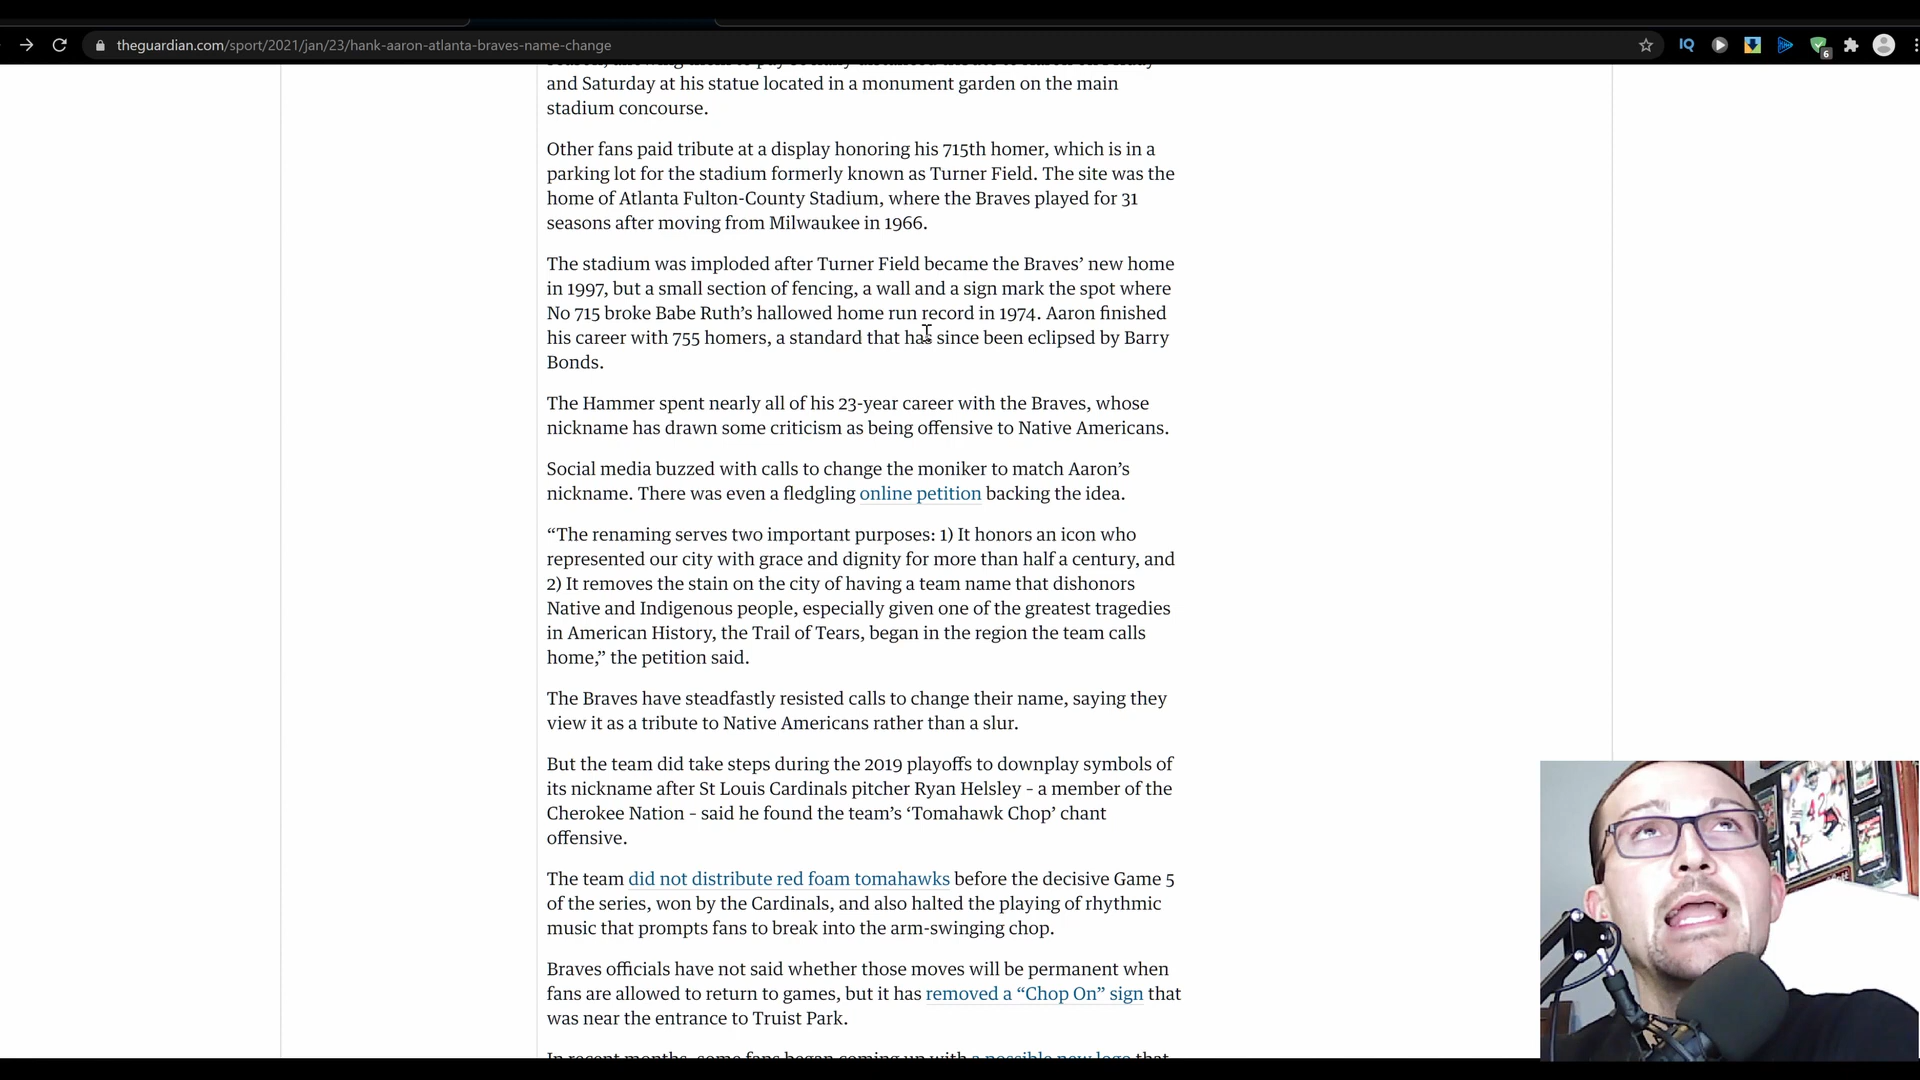 theguardian.com/sport/2021/jan/23/hank-aaron-atlanta-braves-name-change
IQ
6
and Saturday at his statue located in a monument garden on the main
stadium concourse.
Other fans paid tribute at a display honoring his 715th homer, which is in a
parking lot for the stadium formerly known as Turner Field. The site was the
home of Atlanta Fulton-County Stadium, where the Braves played for 31
seasons after moving from Milwaukee in 1966.
The stadium was imploded after Turner Field became the Braves’ new home
in 1997, but a small section of fencing, a wall and a sign mark the spot where
No 715 broke Babe Ruth’s hallowed home run record in 1974. Aaron finished
his career with 755 homers, a standard that has since been eclipsed by Barry
Bonds.
The Hammer spent nearly all of his 23-year career with the Braves, whose
nickname has drawn some criticism as being offensive to Native Americans.
Social media buzzed with calls to change the moniker to match Aaron’s
nickname. There was even a fledgling online petition backing the idea.
“The renaming serves two important purposes: 1) It honors an icon who
represented our city with grace and dignity for more than half a century, and
2) It removes the stain on the city of having a team name that dishonors
Native and Indigenous people, especially given one of the greatest tragedies
in American History, the Trail of Tears, began in the region the team calls
home,” the petition said.
The Braves have steadfastly resisted calls to change their name, saying they
view it as a tribute to Native Americans rather than a slur.
But the team did take steps during the 2019 playoffs to downplay symbols of
its nickname after St Louis Cardinals pitcher Ryan Helsley – a member of the
Cherokee Nation – said he found the team’s ‘Tomahawk Chop’ chant
offensive.
The team did not distribute red foam tomahawks before the decisive Game 5
of the series, won by the Cardinals, and also halted the playing of rhythmic
music that prompts fans to break into the arm-swinging chop.
Braves officials have not said whether those moves will be permanent when
fans are allowed to return to games, but it has removed a “Chop On” sign that
was near the entrance to Truist Park.
In recent months, some fans began coming up with a possible new logo that